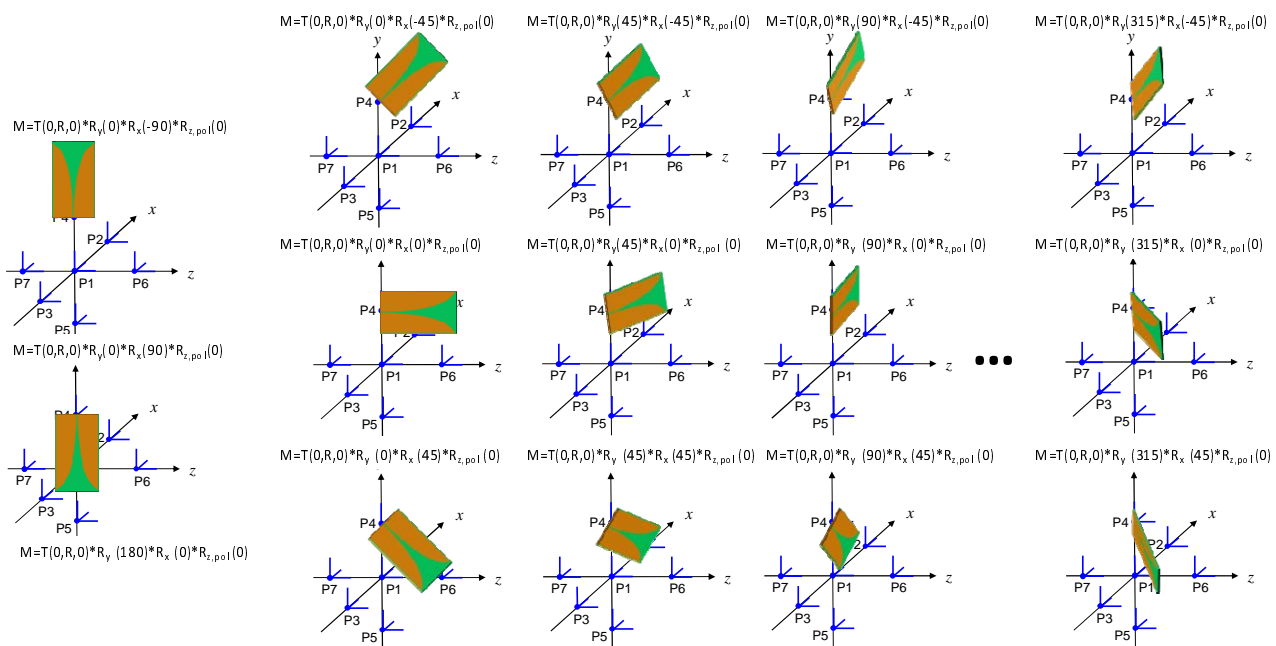 M=T(0,R,0)*Ry(0)*Rx(-90)*Rz,pol(0)
x
P2
z
P7
P1
P6
P3
P5
M=T(0,R,0)*Ry(0)*Rx(90)*Rz,pol(0)
x
2
z
P7
P6
P3
P5
M=T(0,R,0)*Ry (180)*Rx (0)*Rz,pol(0)
M=T(0,R,0)*Ry(0)*Rx(-45)*Rz,pol(0)
y
x
P4
P2
z
P7
P1
P6
P3
P5
M=T(0,R,0)*Ry(45)*Rx(-45)*Rz,pol(0)
y
x
P4
P2
z
P7
P1
P6
P3
P5
M=T(0,R,0)*Ry(90)*Rx(-45)*Rz,pol(0)
y
x
P4
P2
z
P7
P1
P6
P3
P5
M=T(0,R,0)*Ry(315)*Rx(-45)*Rz,pol(0)
y
x
P4
P2
z
P7
P1
P6
P3
P5
M=T(0,R,0)*Ry(0)*Rx(0)*Rz,pol(0)
x
P4
P2
z
P7
P1
P6
P3
P5
M=T(0,R,0)*Ry(45)*Rx(0)*Rz,pol (0)
x
P4
P2
z
P7
P1
P6
P3
P5
M=T(0,R,0)*Ry (90)*Rx (0)*Rz,pol (0)
x
P4
P2
z
P7
P1
P6
P3
P5
...
M=T(0,R,0)*Ry (315)*Rx (0)*Rz,pol(0)
x
P4
P2
z
P7
P1
P6
P3
P5
M=T(0,R,0)*Ry (0)*Rx (45)*Rz,pol (0)
x
P4
z
P7
P1
P6
P3
P5
M=T(0,R,0)*Ry (45)*Rx (45)*Rz,pol (0)
x
P4
P2
z
P7
P1
P6
P3
P5
M=T(0,R,0)*Ry (90)*Rx (45)*Rz,pol (0)
x
P4
2
z
P7
P1
P6
P3
P5
M=T(0,R,0)*Ry (315)*Rx (45)*Rz,pol(0)
x
P4
P2
z
P7
P1
P6
P3
P5